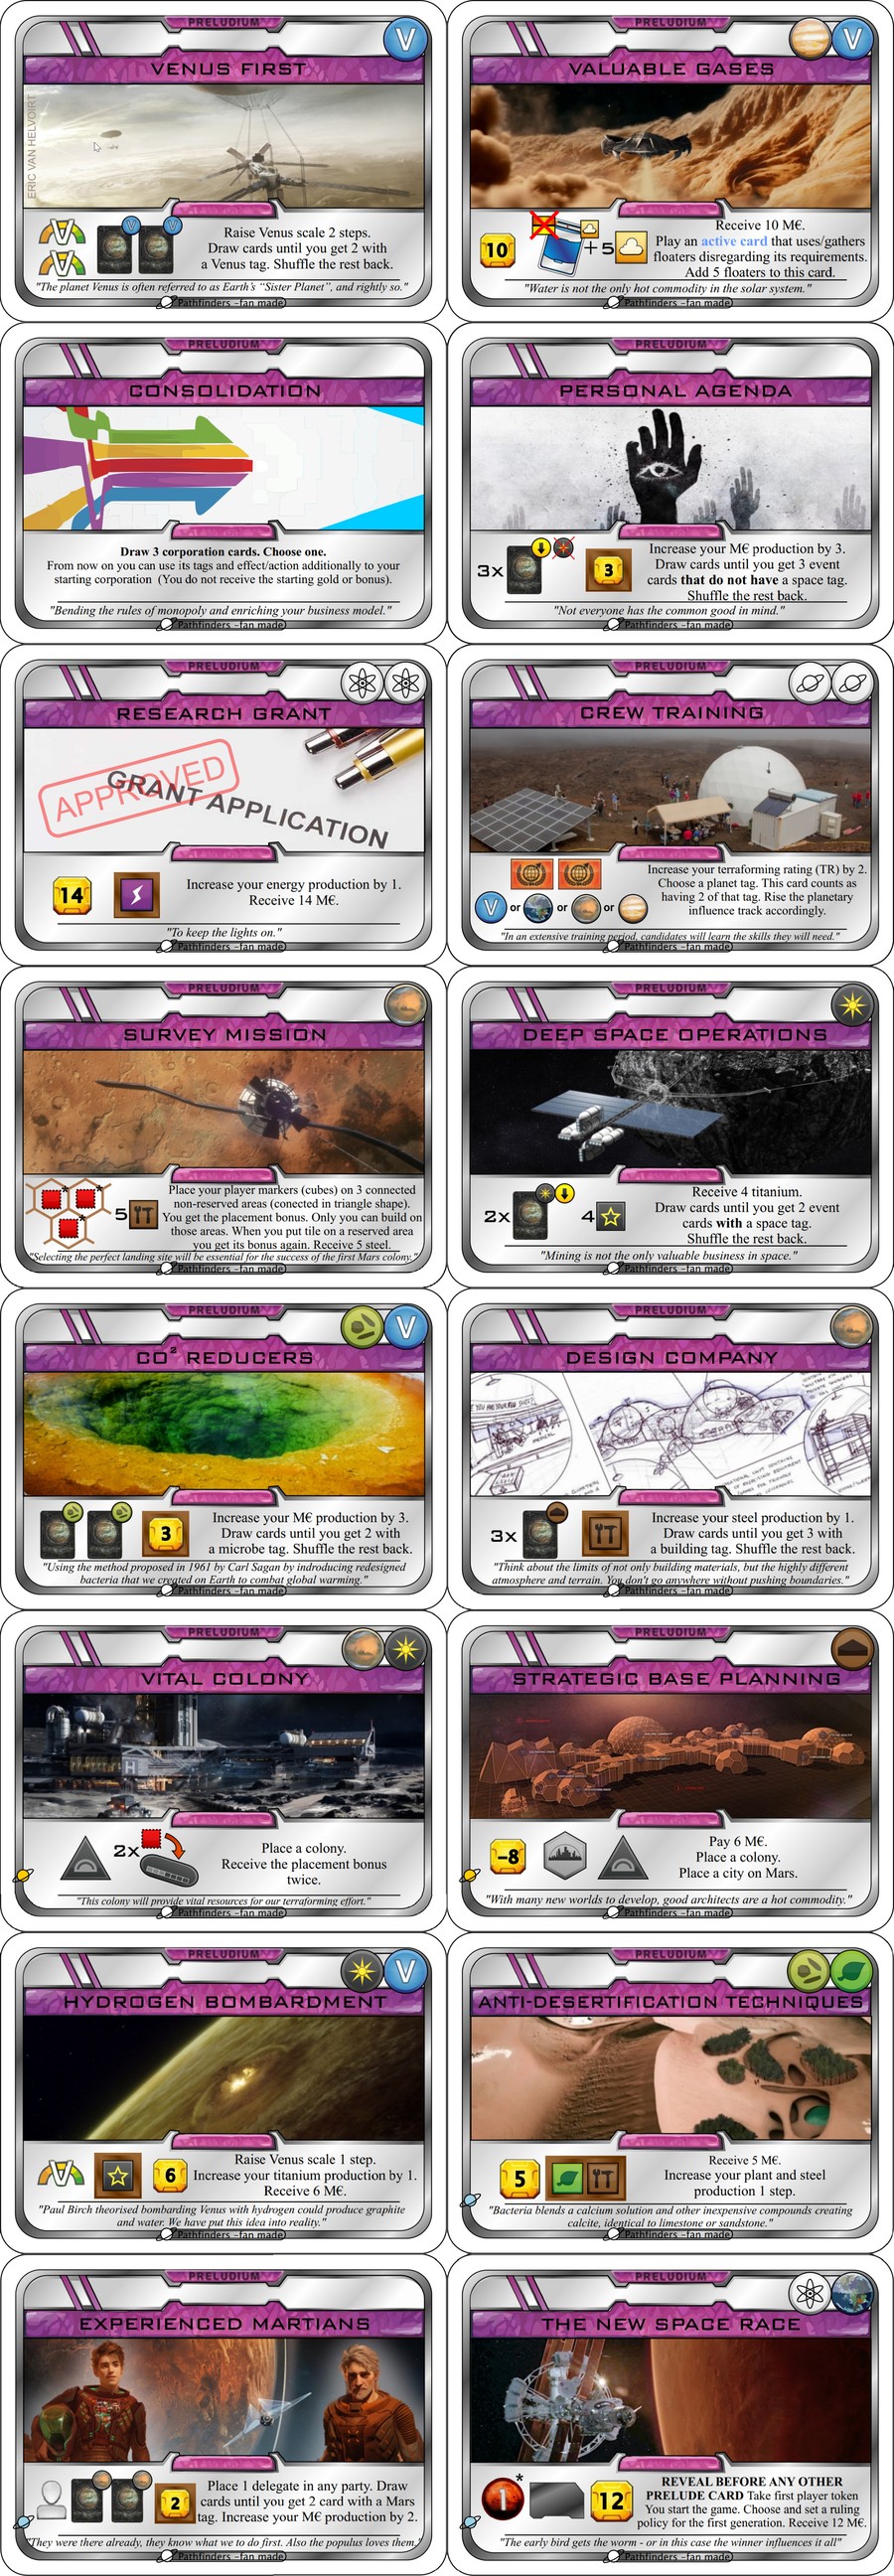 PRELUDIUM
V
VENUS FIRST
ERIC VAN HELVOIRT
V
V
Raise Venus scale 2 steps.
Draw cards until you get 2 with
a Venus tag. Shuffle the rest back.
"The planet Venus is often referred to as Earth's “Sister Planet”, and rightly so."
Pathfinders -fan made
PRELUDIUM
V
VALUABLE GASES
10
+5
Receive 10 M€.
Play an active card that uses/gathers
floaters disregarding its requirements.
Add 5 floaters to this card.
"Water is not the only hot commodity in the solar system."
Pathfinders -fan made
PRELUDIUM
CONSOLIDATION
Draw 3 corporation cards. Choose one.
From now on you can use its tags and effect/action additionally to your
starting corporation (You do not receive the starting gold or bonus).
"Bending the rules of monopoly and enriching your business model."
Pathfinders -fan made
PRELUDIUM
PERSONAL AGENDA
3x
3
Increase your M€ production by 3.
Draw cards until you get 3 event
cards that do not have a space tag.
Shuffle the rest back.
"Not everyone has the common good in mind."
Pathfinders -fan made
PRELUDIUM
RESEARCH GRANT
APPROVED
GRANT APPLICATION
14
Increase your energy production by 1.
Receive 14 M€.
"To keep the lights on."
Pathfinders -fan made
PRELUDIUM
CREW TRAINING
V or or or
Increase your terraforming rating (TR) by 2.
Choose a planet tag. This card counts as
having 2 of that tag. Rise the planetary
influence track accordingly.
"In an extensive training period, candidates will learn the skills they will need."
Pathfinders -fan made
PRELUDIUM
SURVEY MISSION
* * *
5
Place your player markers (cubes) on 3 connected
non-reserved areas (conected in triangle shape).
You get the placement bonus. Only you can build on
those areas. When you put tile on a reserved area
you get its bonus again. Receive 5 steel.
"Selecting the perfect landing site will be essential for the success of the first Mars colony."
Pathfinders -fan made
PRELUDIUM
DEEP SPACE OPERATIONS
2x
4
Receive 4 titanium.
Draw cards until you get 2 event
cards with a space tag.
Shuffle the rest back.
"Mining is not the only valuable business in space."
Pathfinders -fan made
PRELUDIUM
V
CO² REDUCERS
3
Increase your M€ production by 3.
Draw cards until you get 2 with
a microbe tag. Shuffle the rest back.
"Using the method proposed in 1961 by Carl Sagan by indroducing redesigned
bacteria that we created on Earth to combat global warming."
Pathfinders -fan made
PRELUDIUM
DESIGN COMPANY
3x
Increase your steel production by 1.
Draw cards until you get 3 with
a building tag. Shuffle the rest back.
"Think about the limits of not only building materials, but the highly different
atmosphere and terrain. You don't go anywhere without pushing boundaries."
Pathfinders -fan made
PRELUDIUM
VITAL COLONY
2x
Place a colony.
Receive the placement bonus
twice.
"This colony will provide vital resources for our terraforming effort."
Pathfinders -fan made
PRELUDIUM
STRATEGIC BASE PLANNING
-8
Pay 6 M€.
Place a colony.
Place a city on Mars.
"With many new worlds to develop, good architects are a hot commodity."
Pathfinders -fan made
PRELUDIUM
V
HYDROGEN BOMBARDMENT
6
Raise Venus scale 1 step.
Increase your titanium production by 1.
Receive 6 M€.
"Paul Birch theorised bombarding Venus with hydrogen could produce graphite
and water. We have put this idea into reality."
Pathfinders -fan made
PRELUDIUM
ANTI-DESERTIFICATION TECHNIQUES
5
Receive 5 M€.
Increase your plant and steel
production 1 step.
"Bacteria blends a calcium solution and other inexpensive compounds creating
calcite, identical to limestone or sandstone."
Pathfinders -fan made
PRELUDIUM
EXPERIENCED MARTIANS
2
Place 1 delegate in any party. Draw
cards until you get 2 card with a Mars
tag. Increase your M€ production by 2.
"They were there already, they know what we to do first. Also the populus loves them."
Pathfinders -fan made
PRELUDIUM
THE NEW SPACE RACE
1
*
12
REVEAL BEFORE ANY OTHER
PRELUDE CARD Take first player token
You start the game. Choose and set a ruling
policy for the first generation. Receive 12 M€.
"The early bird gets the worm - or in this case the winner influences it all"
Pathfinders -fan made